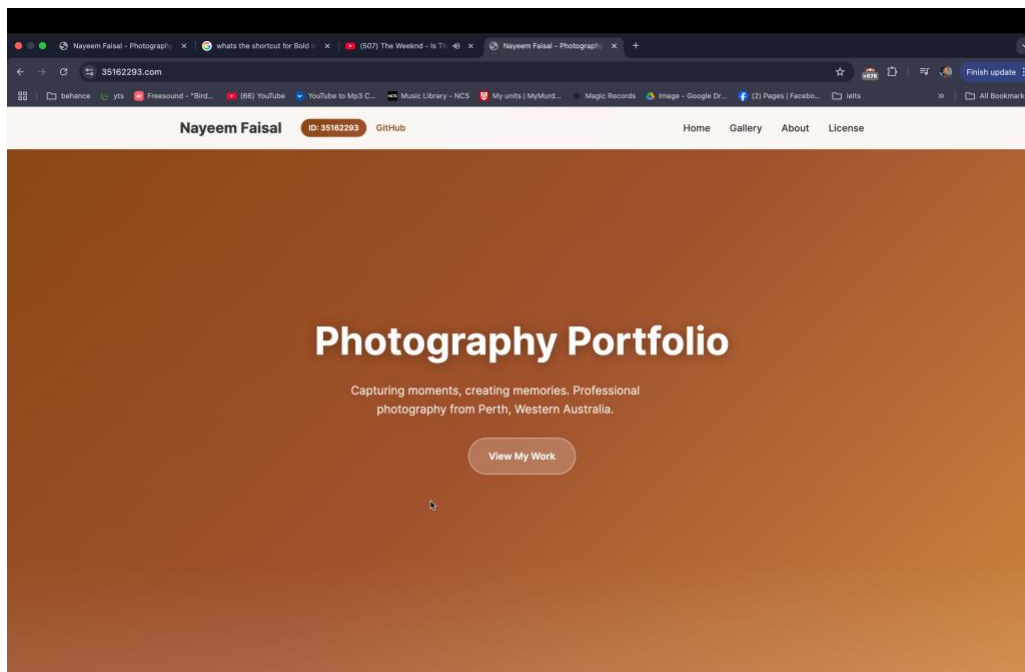 Nayeem Faisal - Photography
whats the shortcut for Bold
(507) The Weeknd - Is Th
Nayeem Faisal - Photography
35162293.com
Finish update
behance
yts
Freesound - "Bird...
(66) YouTube
YouTube to Mp3 C...
Music Library - NCS
My units | MyMurd...
Magic Records
Image - Google Dr...
(2) Pages | Facebo...
ielts
»
All Bookmark
Nayeem Faisal
ID: 35162293
GitHub
Home
Gallery
About
License
Photography Portfolio
Capturing moments, creating memories. Professional
photography from Perth, Western Australia.
View My Work